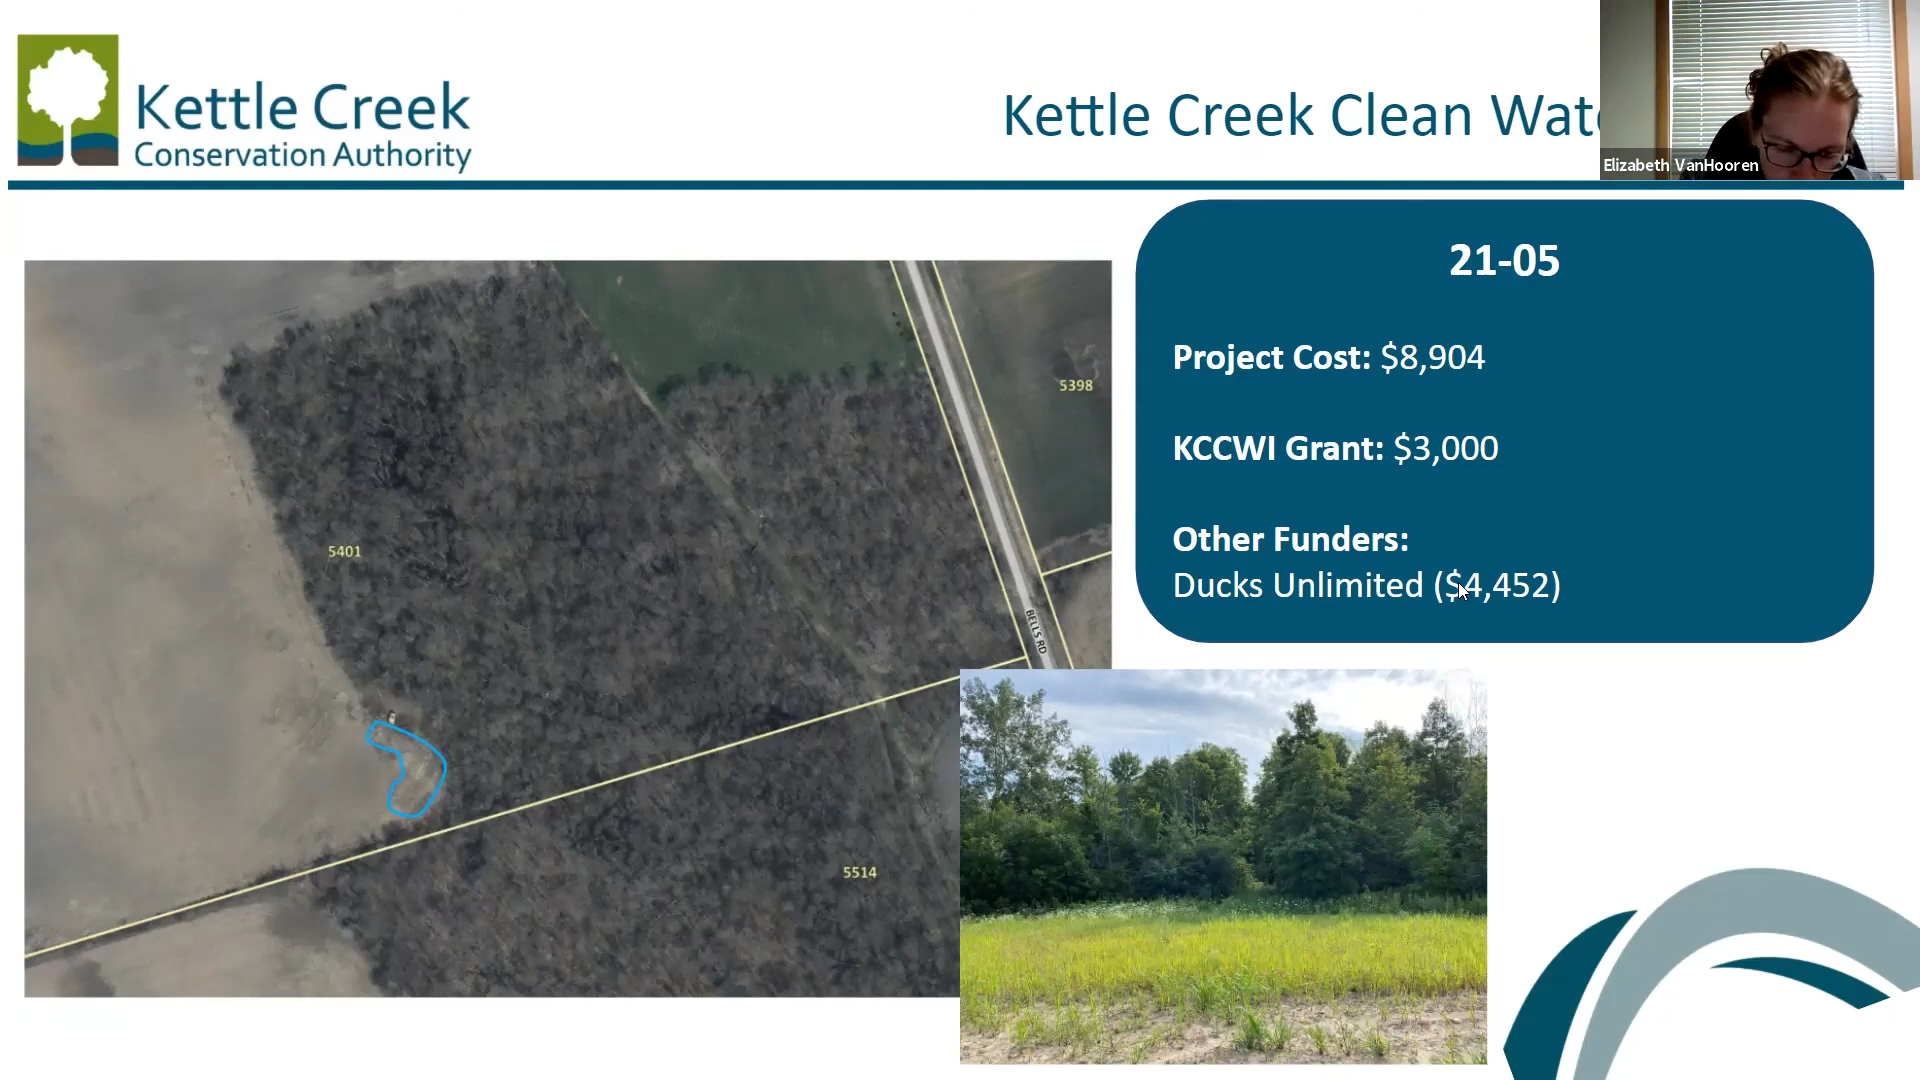 Kettle Creek
Conservation Authority
Kettle Creek Clean Wat
Elizabeth VanHooren
21-05
Project Cost: $8,904
KCCWI Grant: $3,000
Other Funders:
Ducks Unlimited ($4,452)
5398
5401
BELL'S RD
5514